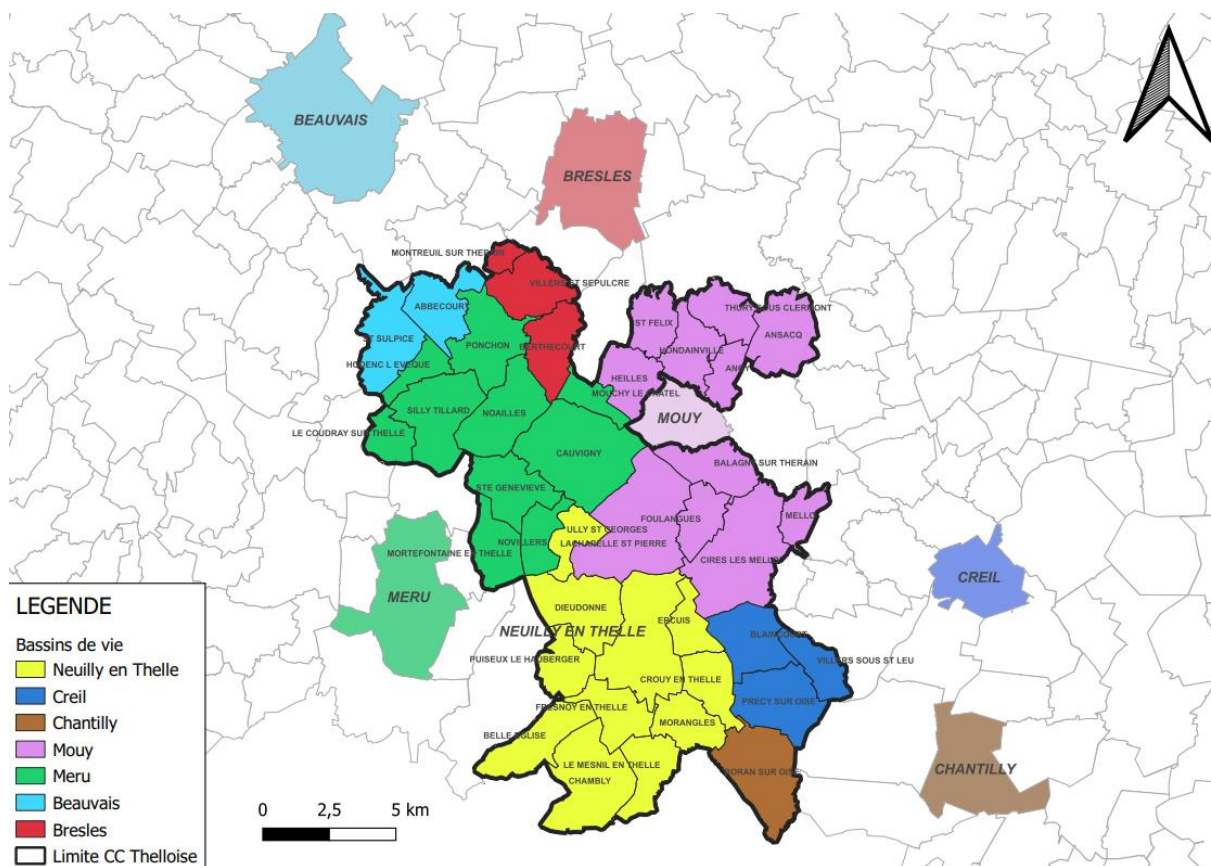 BEAUVAIS
BRESLES
MONTREUIL SUR THERAIN
VILLERS ST SEPULCRE
ABBECOURT
THURY SOUS CLERMONT
ST FELIX
ANSACQ
ST SULPICE
PONCHON
BERTHECOURT
HONDAINVILLE
HODENC L EVEQUE
ANGY
HEILLES
MOUCHY LE CHATEL
SILLY TILLARD
NOAILLES
MOUY
LE COUDRAY SUR THELLE
CAUVIGNY
BALAGNY SUR THERAIN
STE GENEVIEVE
MELLO
FOULANGUES
ULLY ST GEORGES
NOVILLERS
LACHAPELLE ST PIERRE
MORTEFONTAINE EN THELLE
CIRES LES MELLO
CREIL
MERU
DIEUDONNE
ERCUIS
NEUILLY EN THELLE
BLAINCOURT
PUISEUX LE HAUBERGER
VILLERS SOUS ST LEU
CROUY EN THELLE
PRECY SUR OISE
FRESNOY EN THELLE
MORANGLES
BELLE EGLISE
LE MESNIL EN THELLE
BORAN SUR OISE
CHANTILLY
CHAMBLY
LEGENDE
Bassins de vie
Neuilly en Thelle
Creil
Chantilly
Mouy
Meru
Beauvais
Bresles
Limite CC Thelloise
0 2,5 5 km